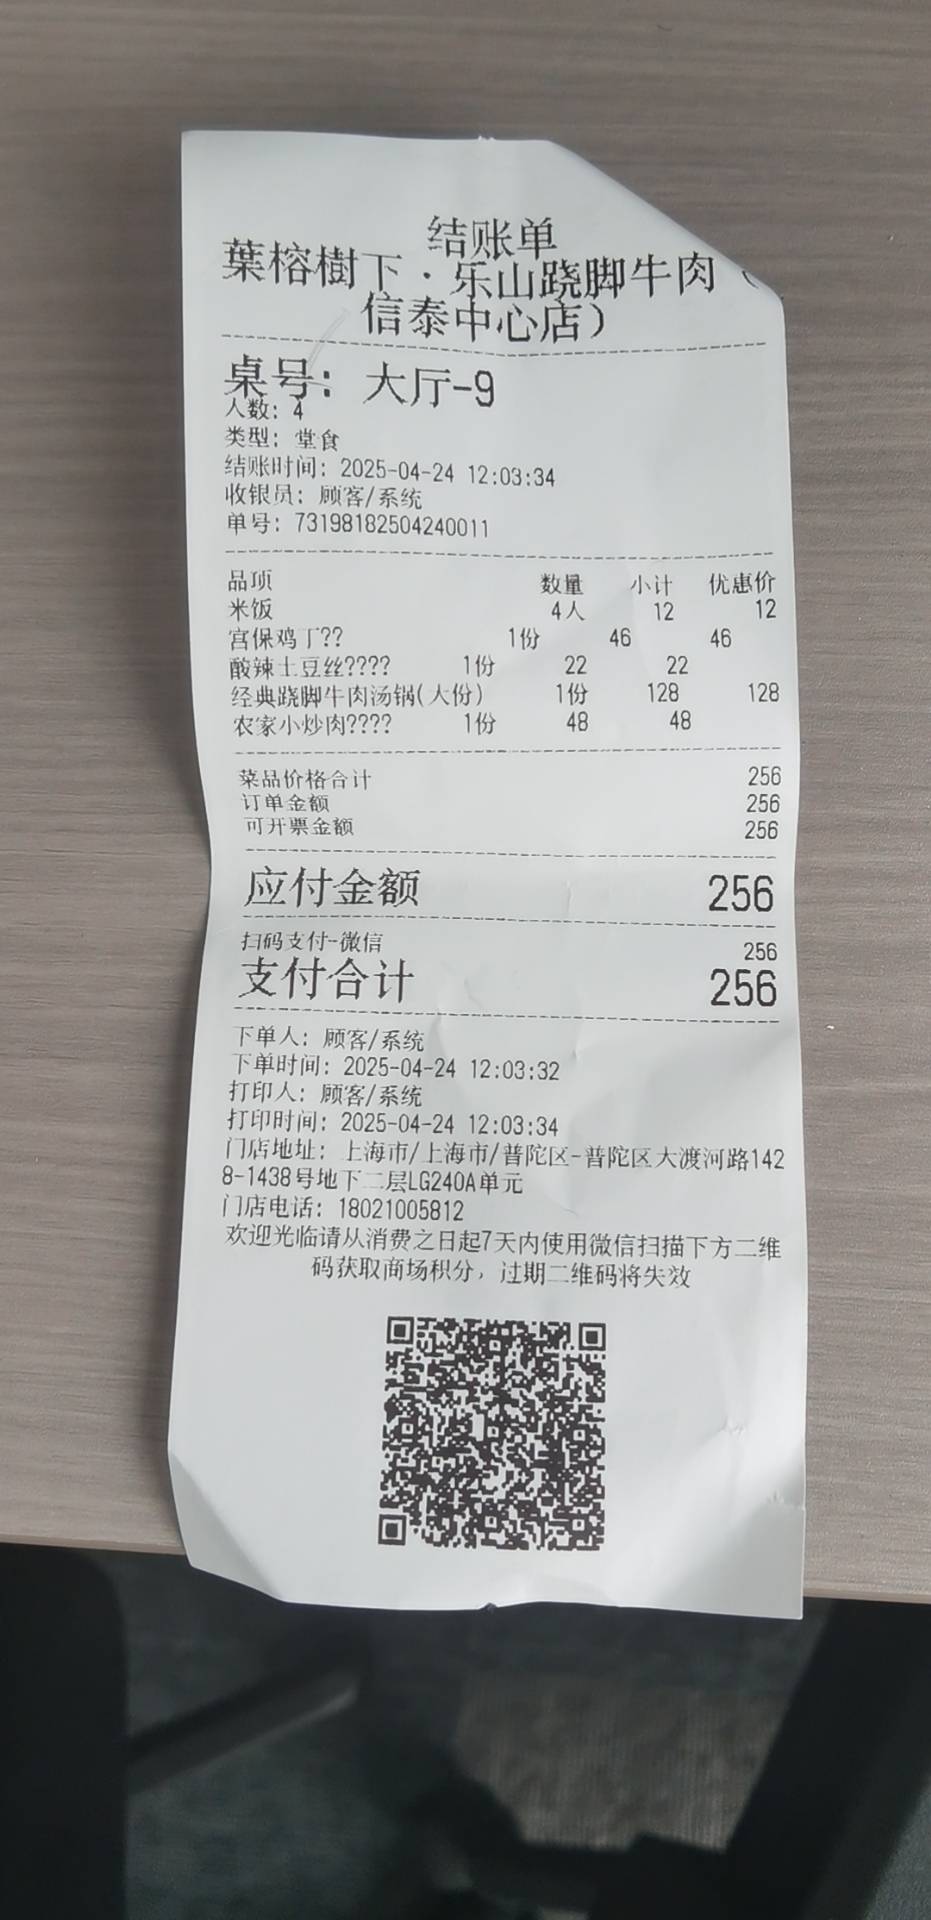 结账单
葉榕樹下·乐山跷脚牛肉（
信泰中心店）
桌号：大厅-9
人数：4
类型：堂食
结账时间：2025-04-24 12:03:34
收银员：顾客/系统
单号：73198182504240011
品项 数量 小计 优惠价
米饭 4人 12 12
宫保鸡丁?? 1份 46 46
酸辣土豆丝???? 1份 22 22
经典跷脚牛肉汤锅(大份) 1份 128 128
农家小炒肉???? 1份 48 48
菜品价格合计 256
订单金额 256
可开票金额 256
应付金额 256
扫码支付-微信 256
支付合计 256
下单人：顾客/系统
下单时间：2025-04-24 12:03:32
打印人：顾客/系统
打印时间：2025-04-24 12:03:34
门店地址：上海市/上海市/普陀区-普陀区大渡河路142
8-1438号地下二层LG240A单元
门店电话：18021005812
欢迎光临请从消费之日起7天内使用微信扫描下方二维
码获取商场积分，过期二维码将失效